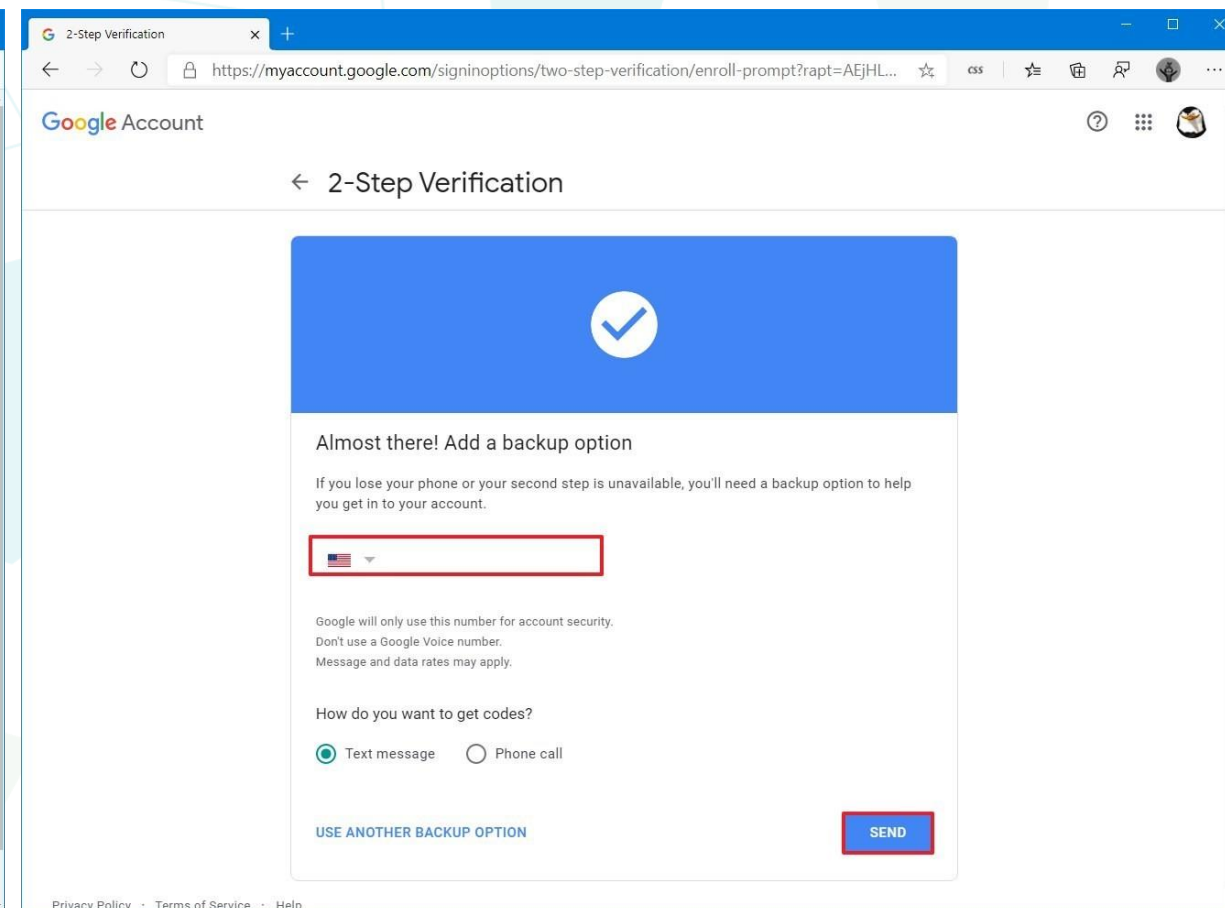 2-Step Verification
https://myaccount.google.com/signinoptions/two-step-verification/enroll-prompt?rapt=AEjHL...
css
Google Account
2-Step Verification
Almost there! Add a backup option
If you lose your phone or your second step is unavailable, you'll need a backup option to help
you get in to your account.
Google will only use this number for account security.
Don't use a Google Voice number.
Message and data rates may apply.
How do you want to get codes?
Text message Phone call
USE ANOTHER BACKUP OPTION SEND
Privacy Policy · Terms of Service · Help